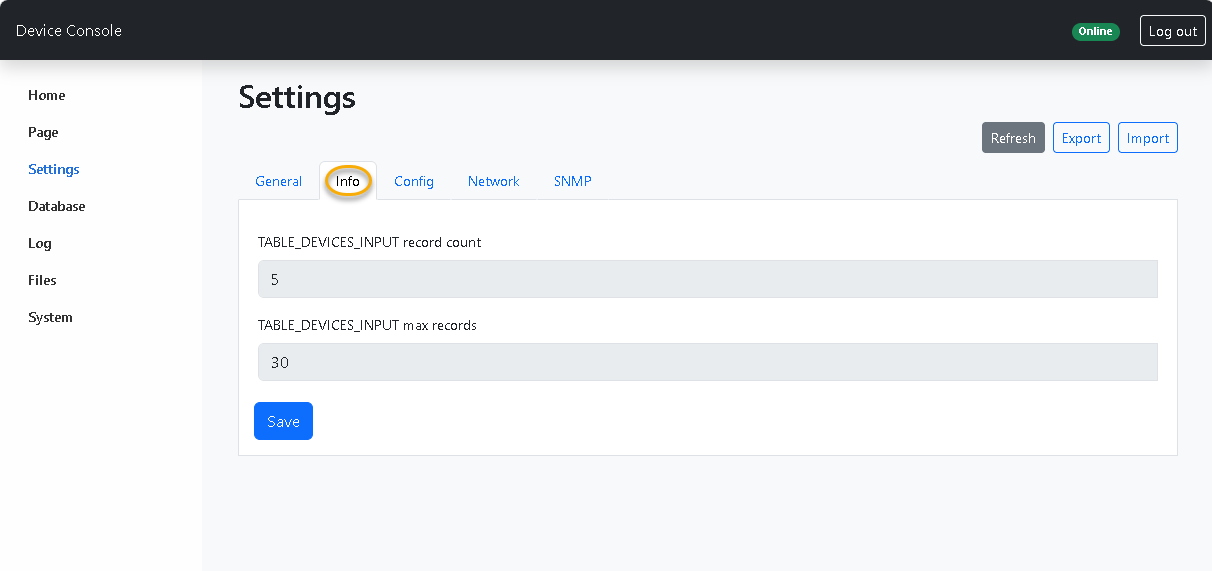 Device Console
Online
Log out
Home
Page
Settings
Database
Log
Files
System
Settings
Refresh Export Import
General Info Config Network SNMP
TABLE_DEVICES_INPUT record count
5
TABLE_DEVICES_INPUT max records
30
Save